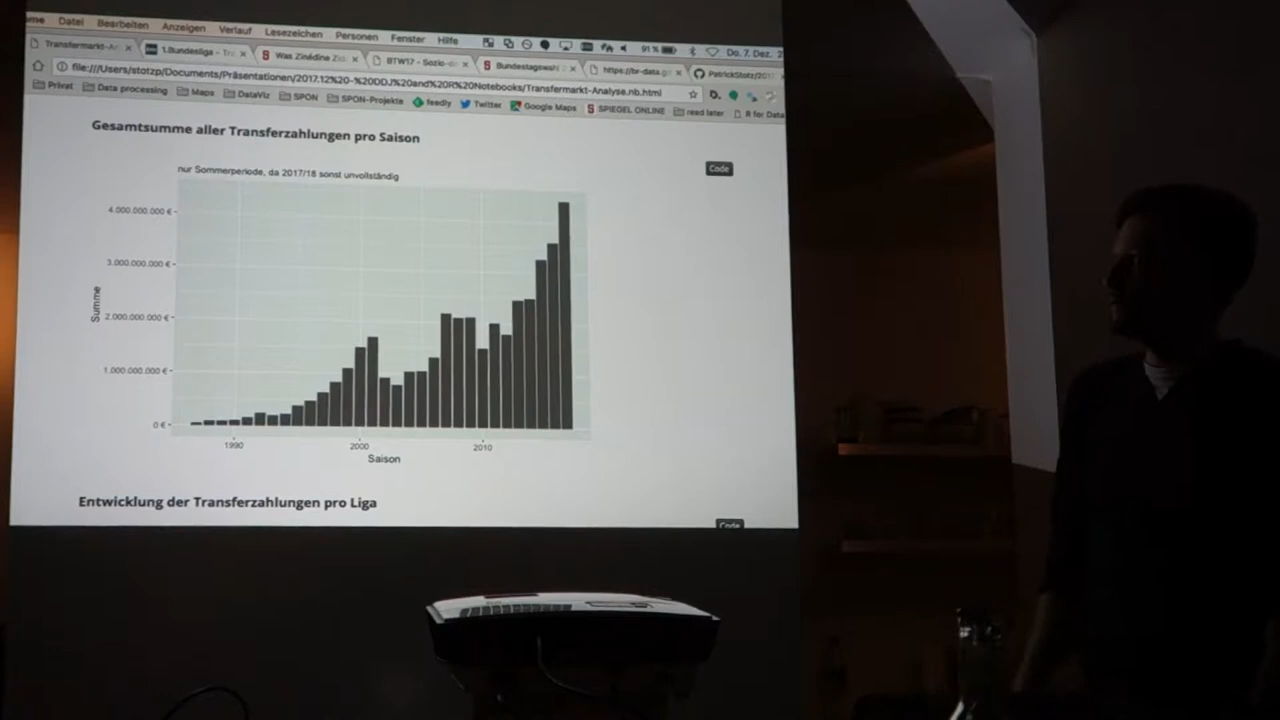 Datei Bearbeiten Anzeigen Verlauf Lesezeichen Personen Fenster Hilfe 91 % Do. 7. Dez.
1.Bundesliga Was Zinédine BTW17 Bundestagswahl https://br-data.g PatrickStotz/201
file:///Users/stotzp/Documents/Präsentationen/2017.12%20-%20DDJ%20and%20R%20Notebooks/Transfermarkt-Analyse.nb.html
Privat Data processing Maps DataViz SPON SPON-Projekte feedly Twitter Google Maps SPIEGEL ONLINE read later R for Data
Gesamtsumme aller Transferzahlungen pro Saison
Code
nur Sommerperiode, da 2017/18 sonst unvollständig
4.000.000.000 €
3.000.000.000 €
2.000.000.000 €
1.000.000.000 €
0 €
Summe
1990 2000 2010
Saison
Entwicklung der Transferzahlungen pro Liga
Code